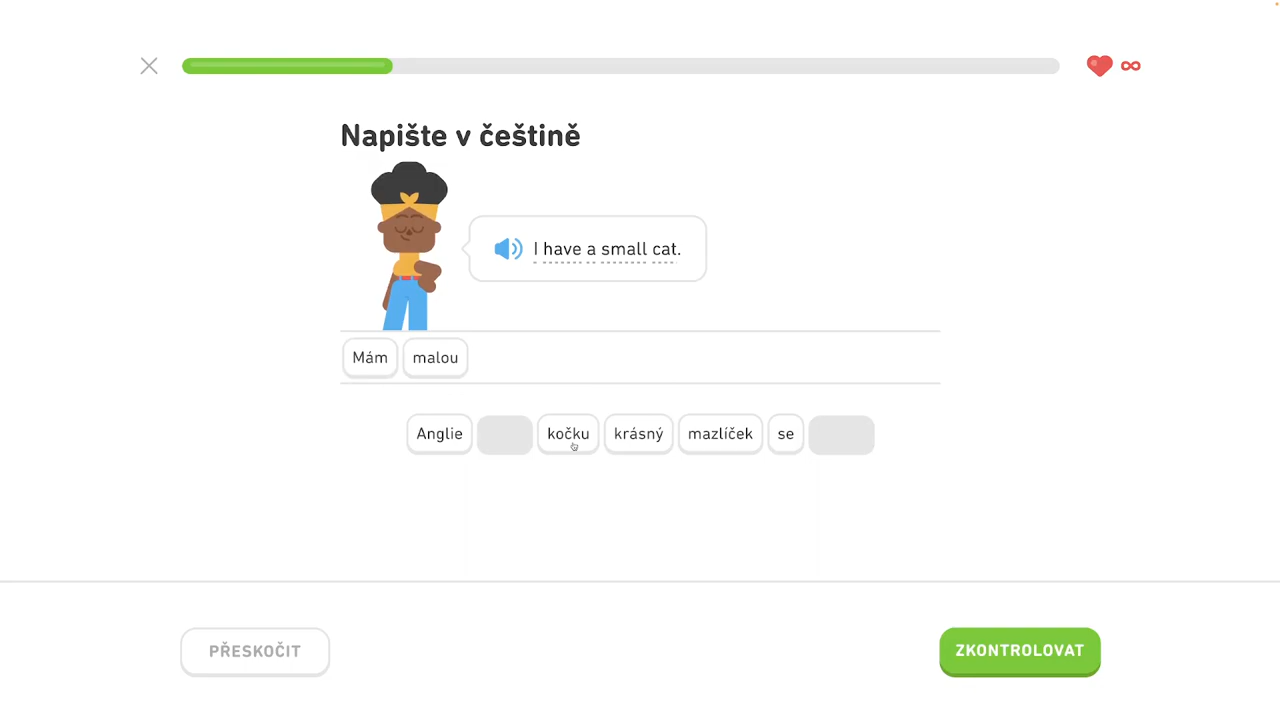 ∞
Napište v češtině
I have a small cat.
Mám malou
Anglie kočku krásný mazlíček se
PŘESKOČIT ZKONTROLOVAT